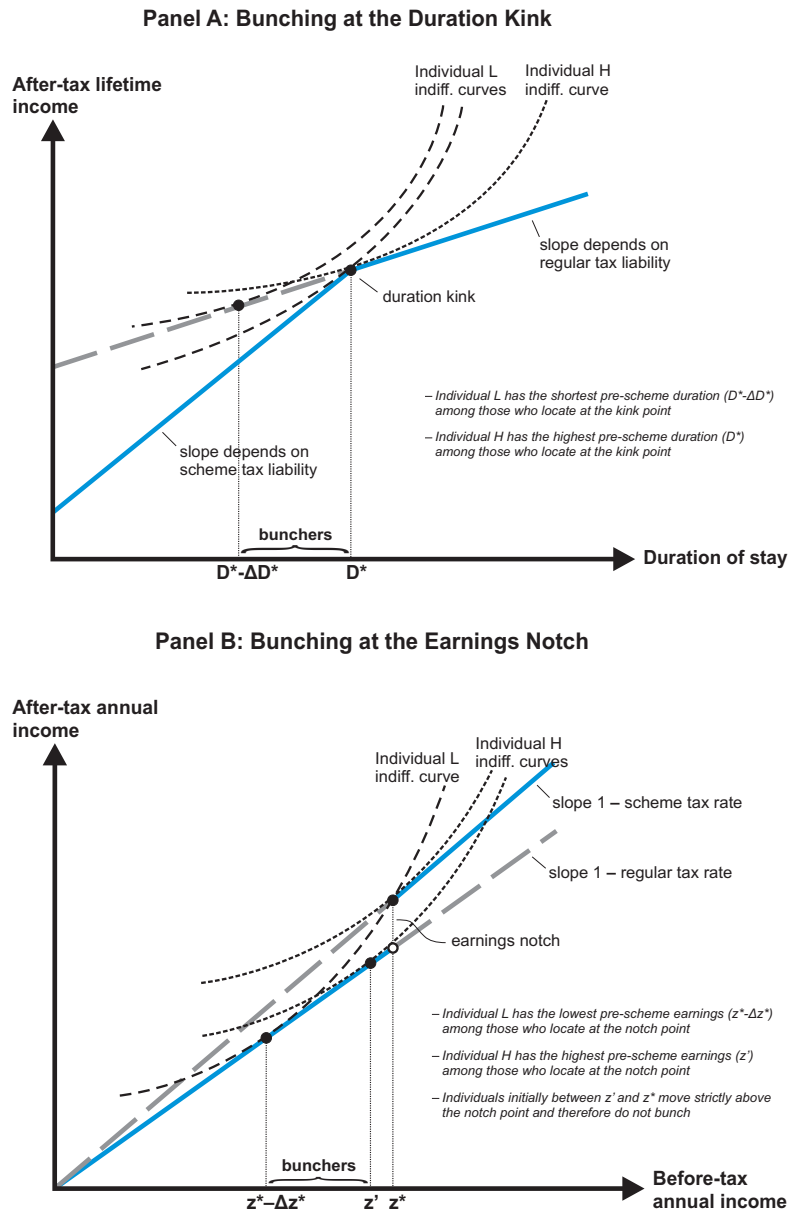 Panel A: Bunching at the Duration Kink
After-tax lifetime
income
Individual L
indiff. curves
Individual H
indiff. curve
slope depends on
regular tax liability
duration kink
– Individual L has the shortest pre-scheme duration (D*-ΔD*)
among those who locate at the kink point
– Individual H has the highest pre-scheme duration (D*)
among those who locate at the kink point
slope depends on
scheme tax liability
bunchers
D*-ΔD*
D*
Duration of stay
Panel B: Bunching at the Earnings Notch
After-tax annual
income
Individual L
indiff. curve
Individual H
indiff. curves
slope 1 – scheme tax rate
slope 1 – regular tax rate
earnings notch
– Individual L has the lowest pre-scheme earnings (z*-Δz*)
among those who locate at the notch point
– Individual H has the highest pre-scheme earnings (z')
among those who locate at the notch point
– Individuals initially between z' and z* move strictly above
the notch point and therefore do not bunch
bunchers
z*–Δz*
z'
z*
Before-tax
annual income